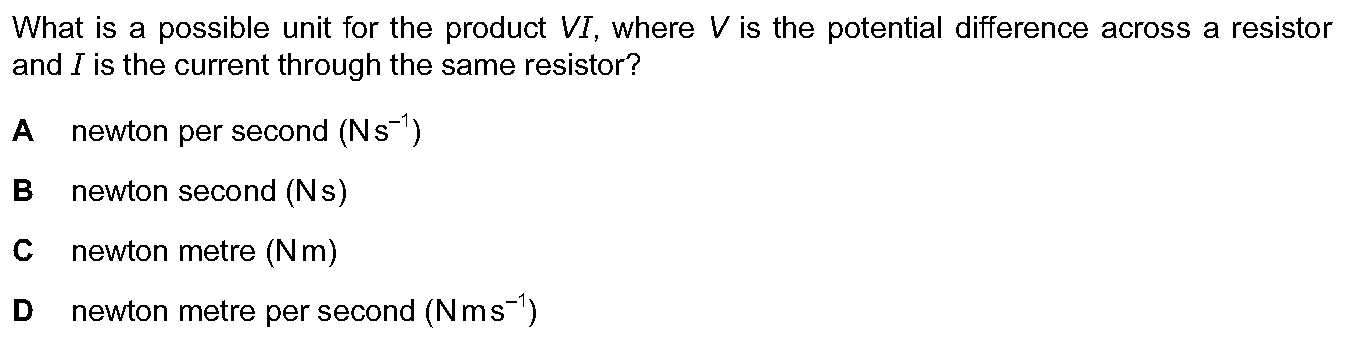 What is a possible unit for the product VI, where V is the potential difference across a resistor
and I is the current through the same resistor?
A newton per second (N s⁻¹)
B newton second (N s)
C newton metre (N m)
D newton metre per second (N m s⁻¹)